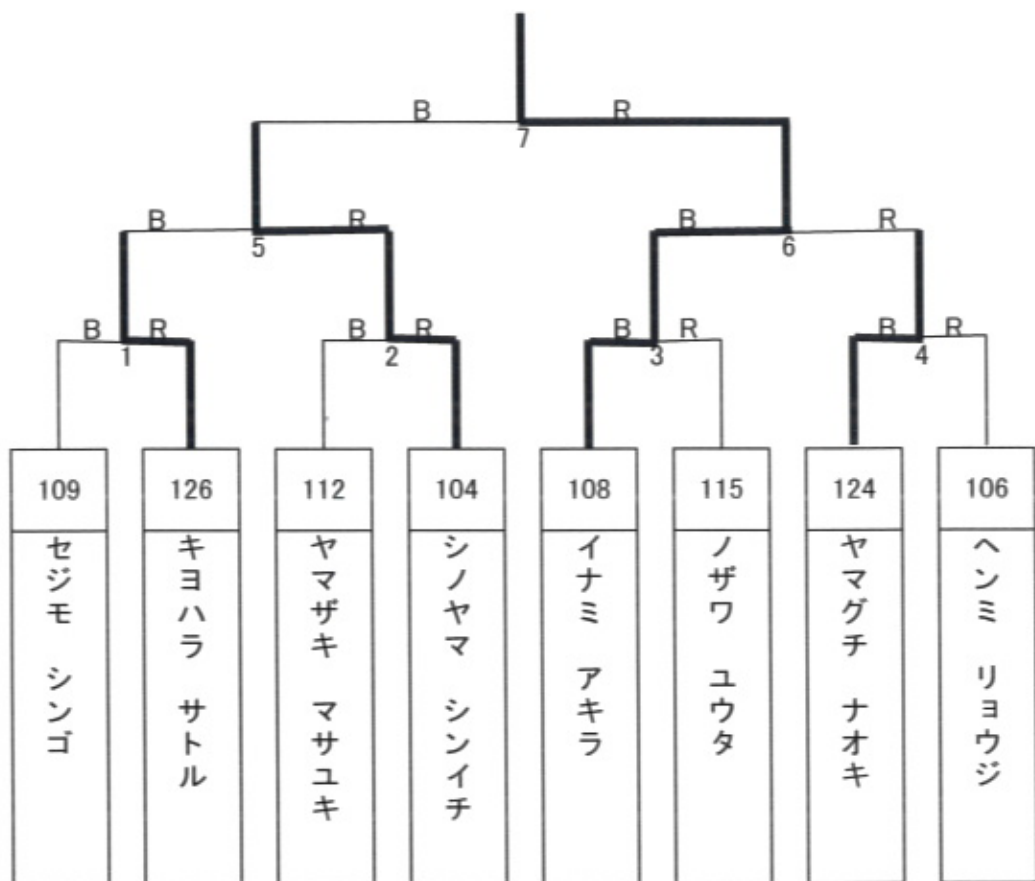 B R
7
B R B R
5 6
B R B R B R B R
1 2 3 4
109 126 112 104 108 115 124 106
セジモ シンゴ
キヨハラ サトル
ヤマザキ マサユキ
シノヤマ シンイチ
イナミ アキラ
ノザワ ユウタ
ヤマグチ ナオキ
ヘンミ リョウジ